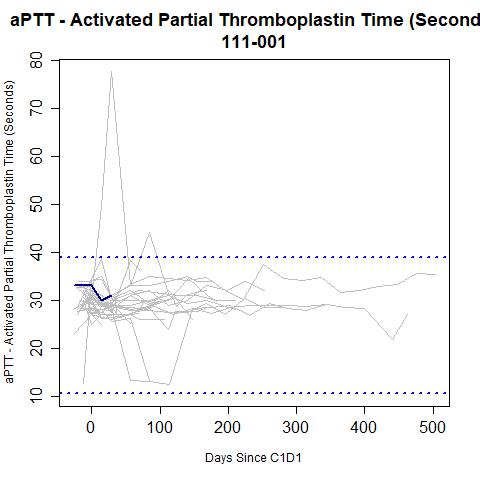 aPTT - Activated Partial Thromboplastin Time (Second
111-001
aPTT - Activated Partial Thromboplastin Time (Seconds)
80
70
60
50
40
30
20
10
0 100 200 300 400 500
Days Since C1D1